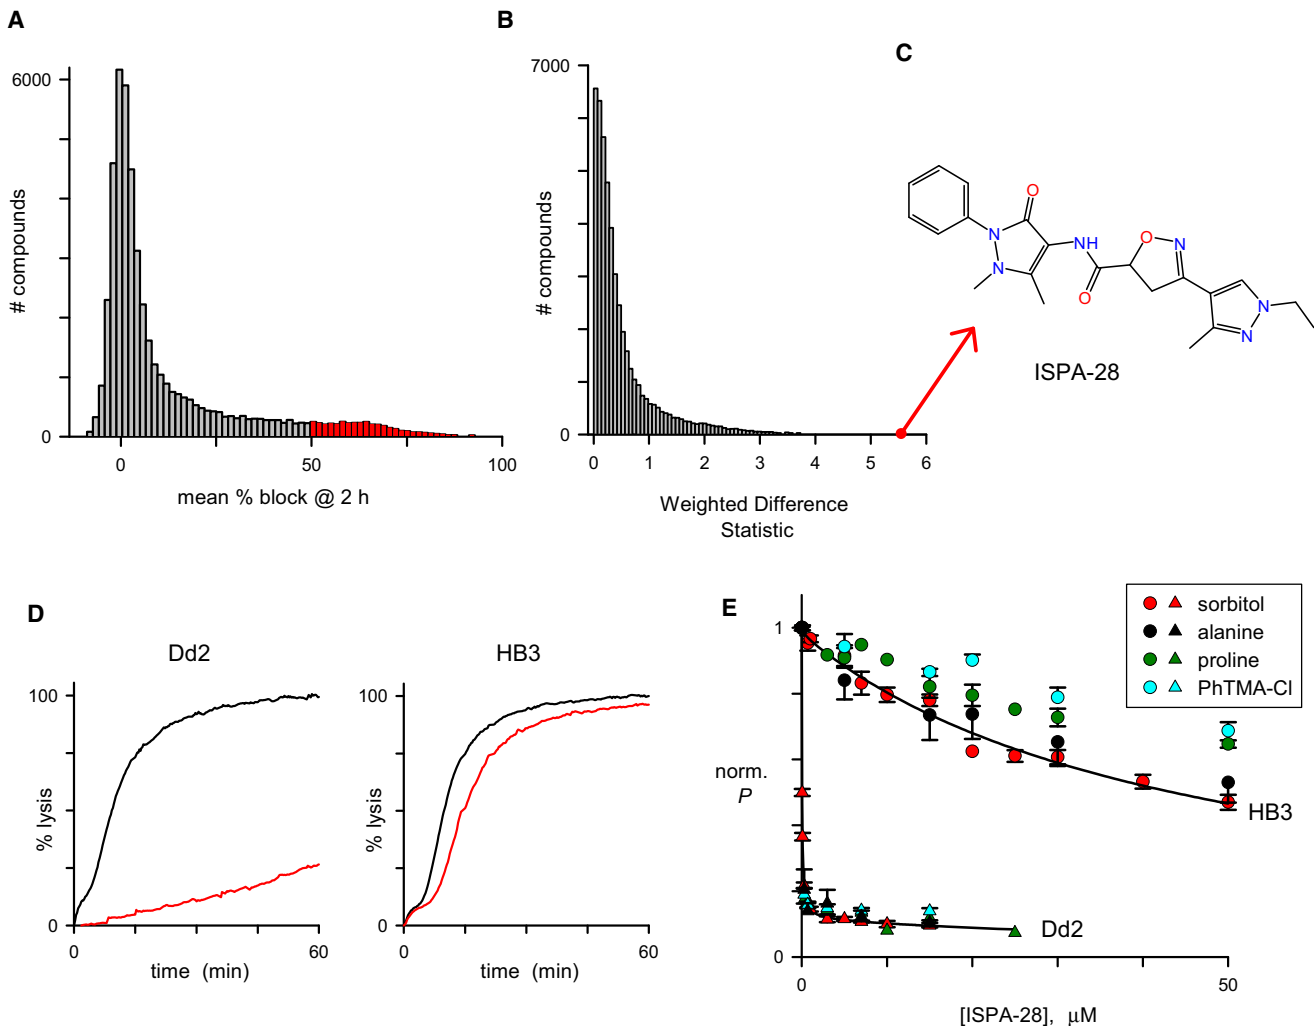 A
6000
0
# compounds
0
50
100
mean % block @ 2 h
B
7000
0
# compounds
0
1
2
3
4
5
6
Weighted Difference
Statistic
C
O
N
N
NH
O
O
N
N
N
ISPA-28
D
Dd2
100
0
% lysis
0
60
time (min)
HB3
100
0
% lysis
0
60
time (min)
E
sorbitol
alanine
proline
PhTMA-Cl
1
norm.
P
0
HB3
Dd2
0
50
[ISPA-28], μM